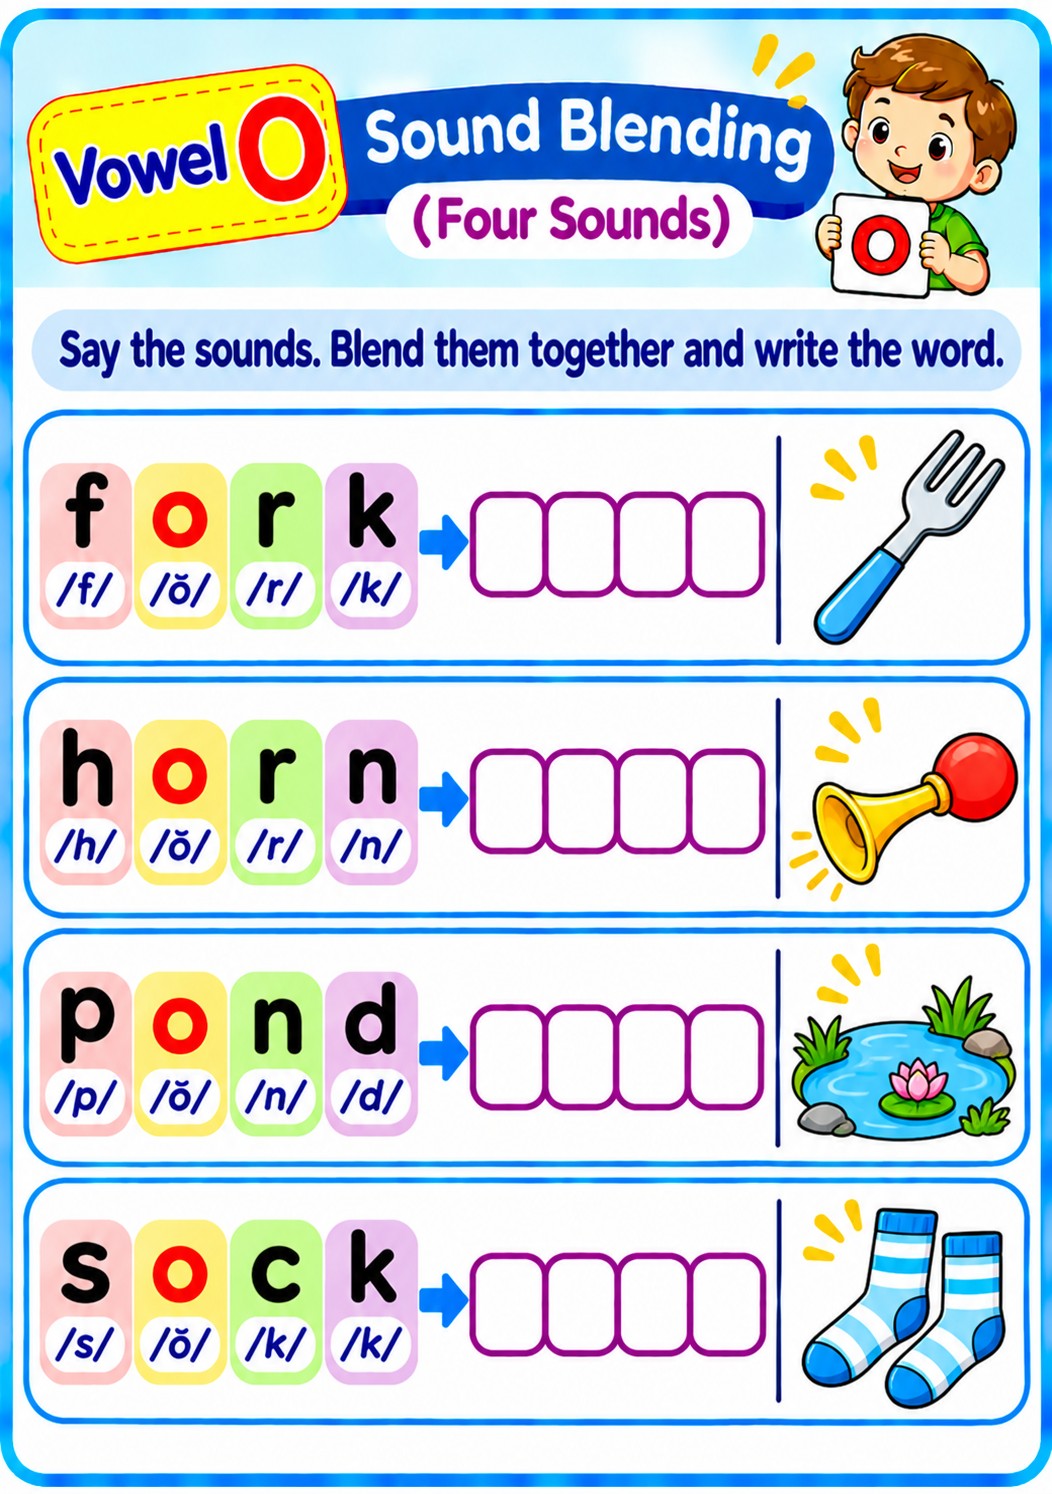 Vowel O
Sound Blending
(Four Sounds)
O
Say the sounds. Blend them together and write the word.
f o r k
/f/ /ŏ/ /r/ /k/
h o r n
/h/ /ŏ/ /r/ /n/
p o n d
/p/ /ŏ/ /n/ /d/
s o c k
/s/ /ŏ/ /k/ /k/